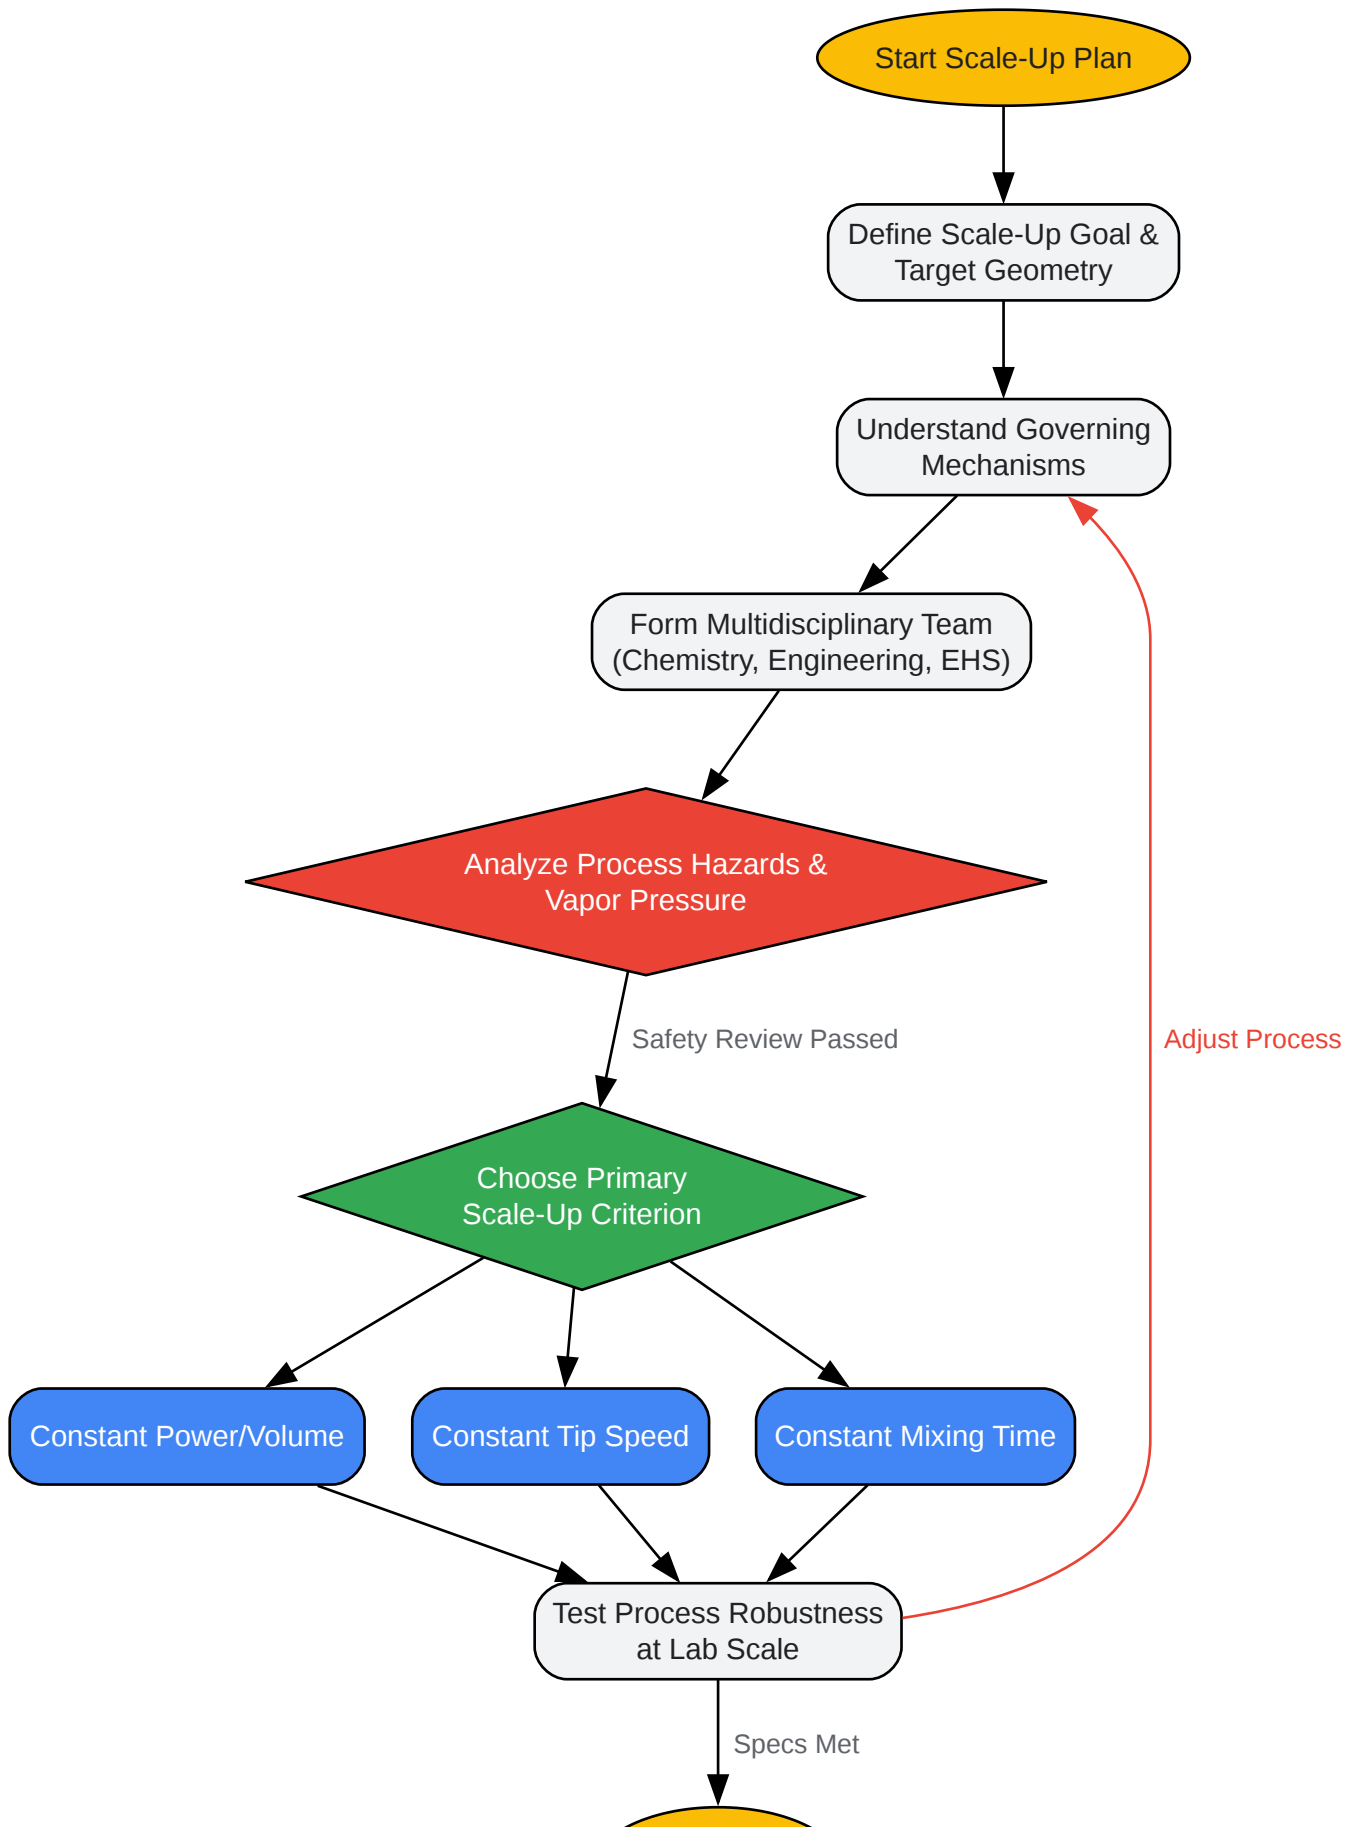 Start Scale-Up Plan
Define Scale-Up Goal &
Target Geometry
Understand Governing
Mechanisms
Form Multidisciplinary Team
(Chemistry, Engineering, EHS)
Analyze Process Hazards &
Vapor Pressure
Safety Review Passed
Adjust Process
Choose Primary
Scale-Up Criterion
Constant Power/Volume
Constant Tip Speed
Constant Mixing Time
Test Process Robustness
at Lab Scale
Specs Met